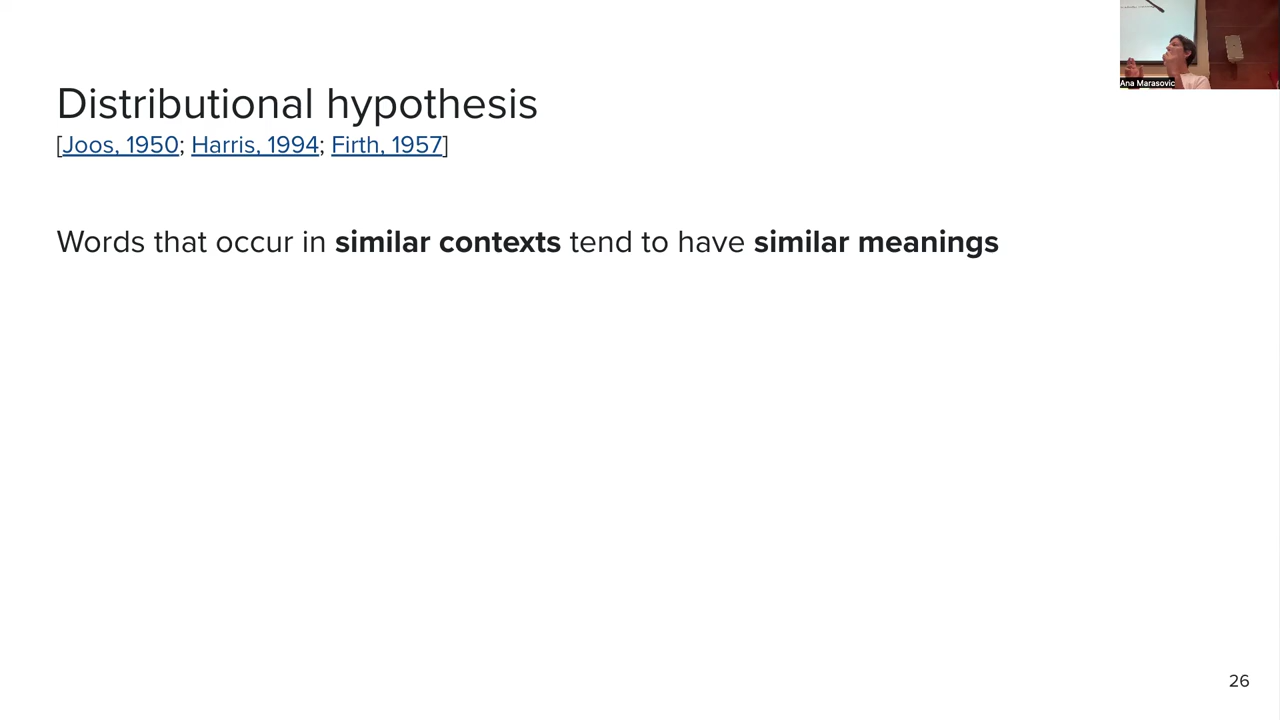 Ana Marasovic
Distributional hypothesis
[Joos, 1950; Harris, 1994; Firth, 1957]
Words that occur in similar contexts tend to have similar meanings
26